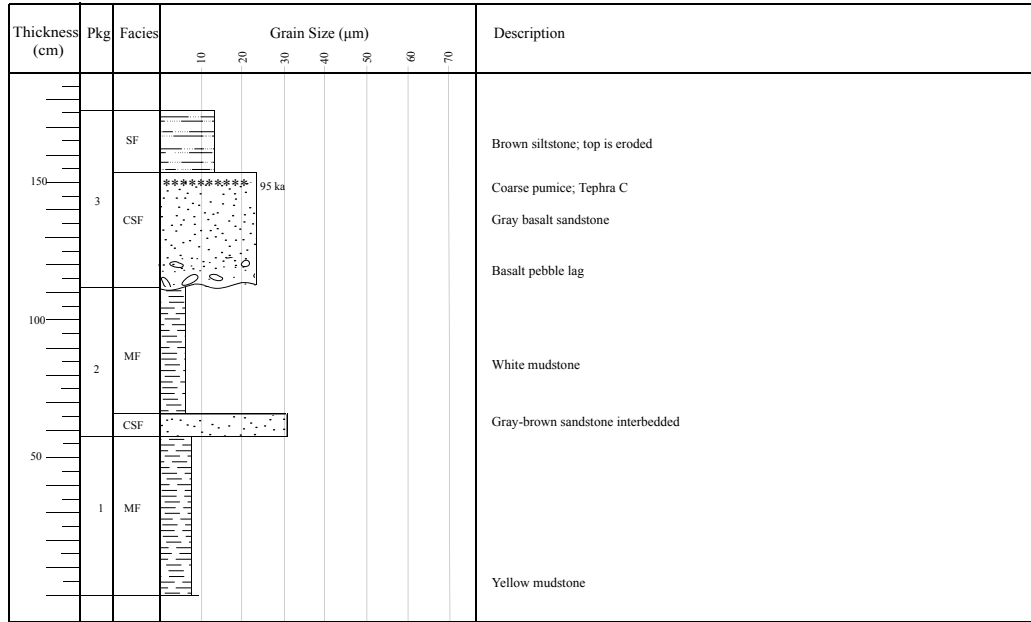 Thickness (cm) Pkg Facies Grain Size (μm) Description
10 20 30 40 50 60 70
SF Brown siltstone; top is eroded
150 95 ka Coarse pumice; Tephra C
3 CSF Gray basalt sandstone
Basalt pebble lag
100
MF White mudstone
2
CSF Gray-brown sandstone interbedded
50
1 MF
Yellow mudstone